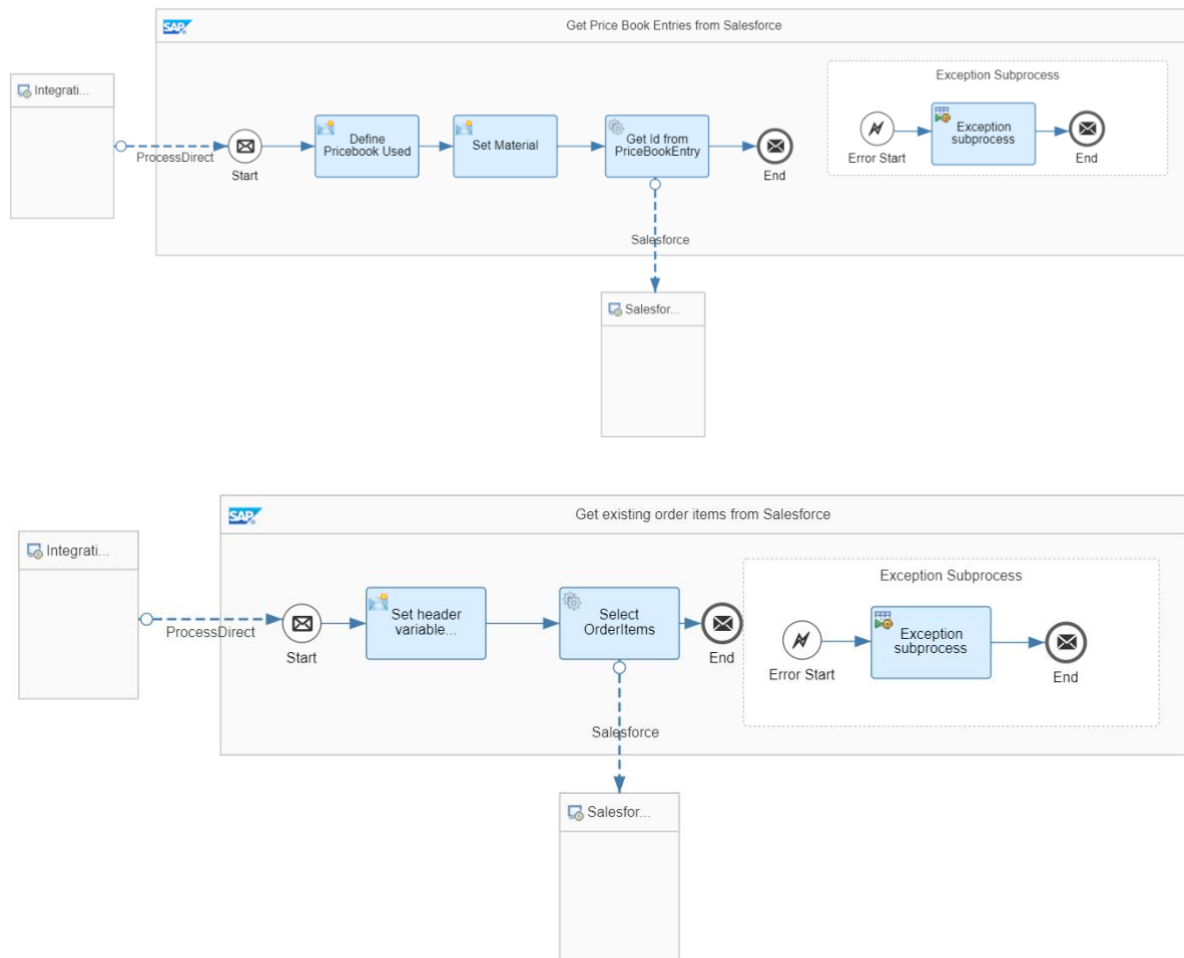 SAP
Get Price Book Entries from Salesforce
Integrati...
Exception Subprocess
ProcessDirect
Start
Define
Pricebook Used
Set Material
Get Id from
PriceBookEntry
End
Error Start
Exception
subprocess
End
Salesforce
Salesfor...
SAP
Get existing order items from Salesforce
Integrati...
Exception Subprocess
ProcessDirect
Start
Set header
variable...
Select
OrderItems
End
Error Start
Exception
subprocess
End
Salesforce
Salesfor...